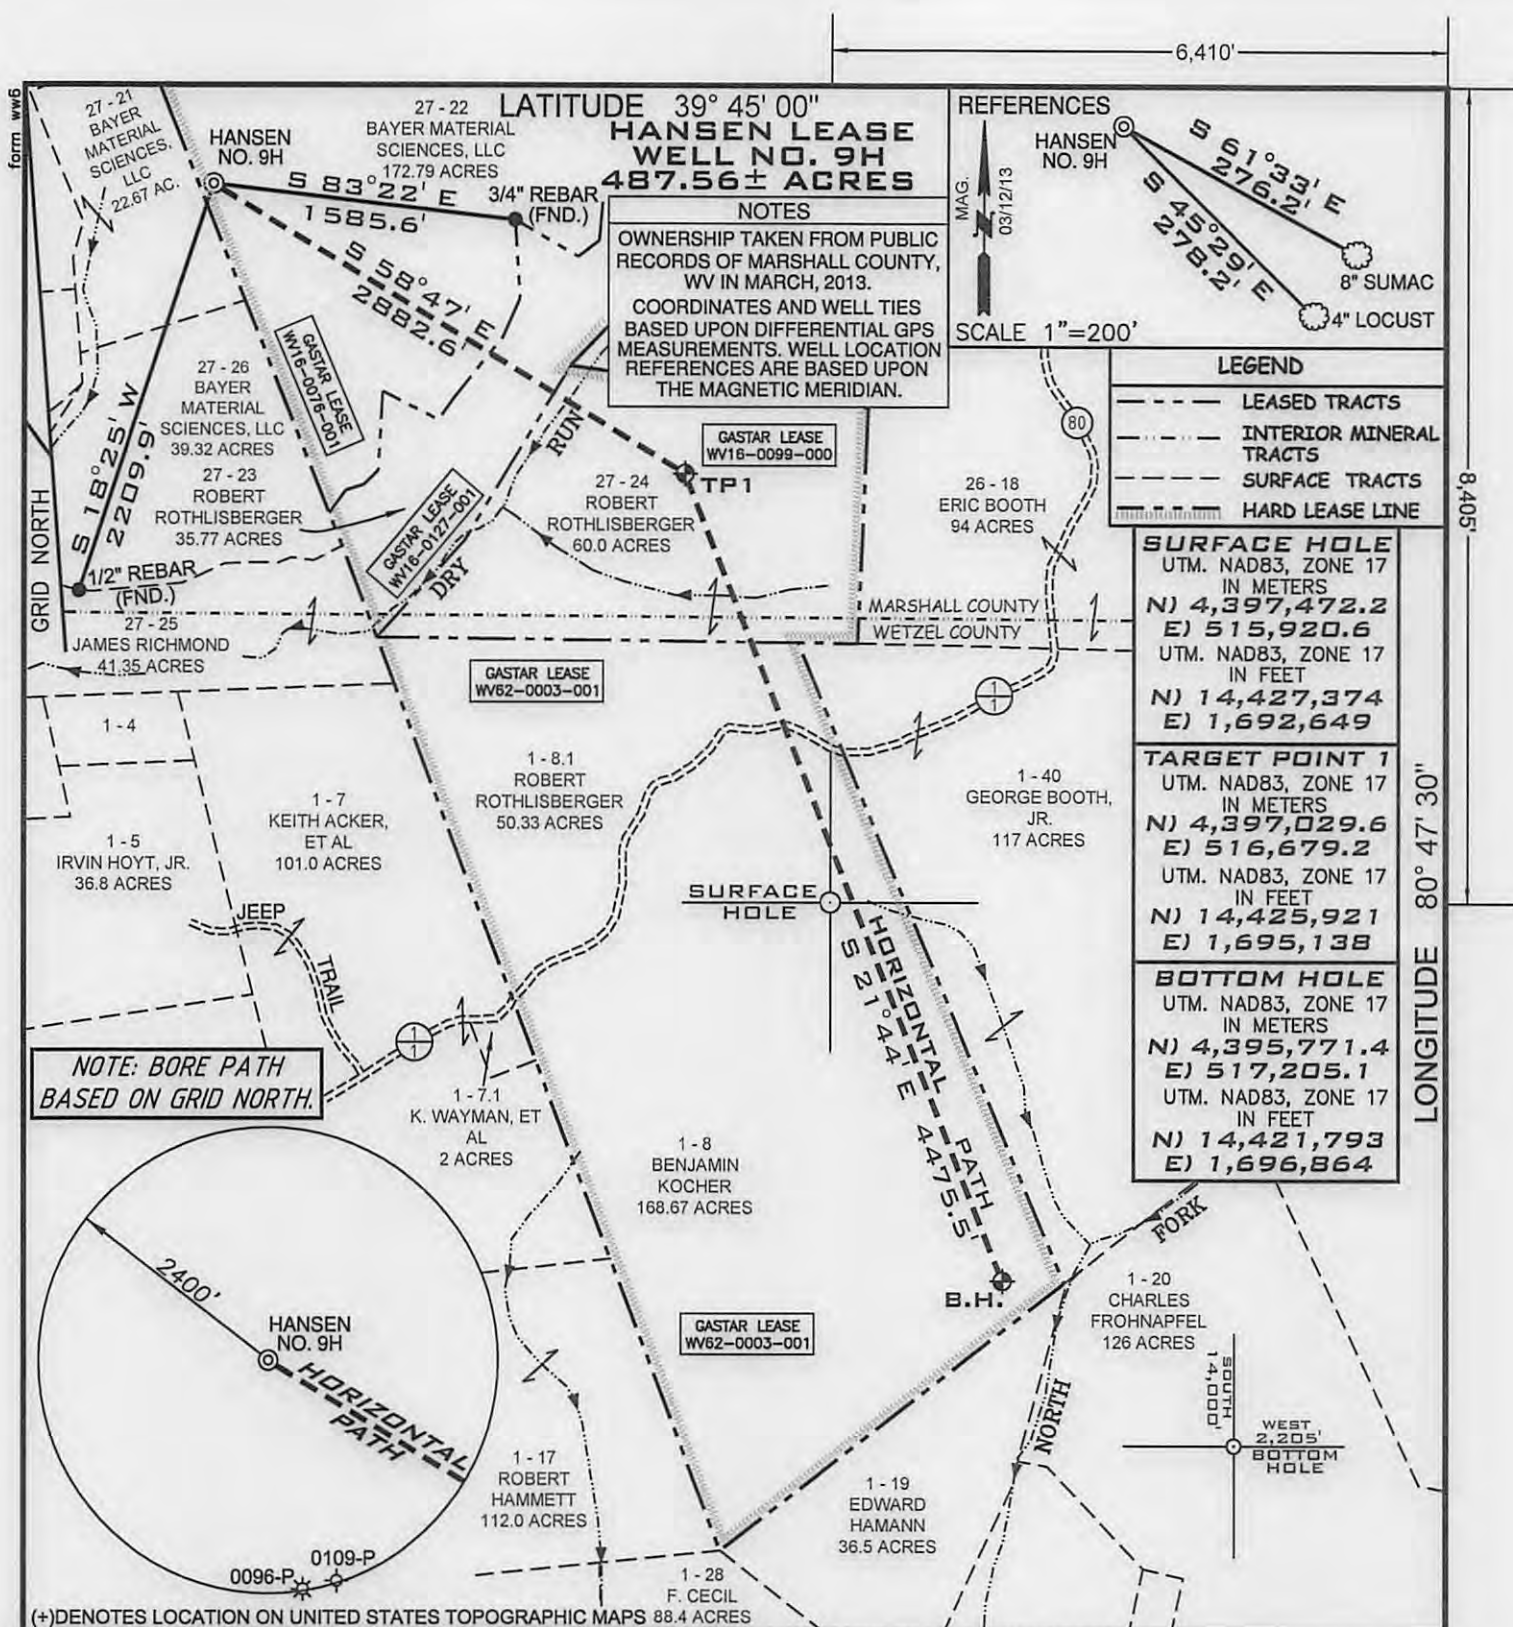 6,410'
form ww6
LATITUDE 39° 45' 00"
HANSEN LEASE
WELL NO. 9H
487.56± ACRES
27 - 21
BAYER
MATERIAL
SCIENCES,
LLC
22.67 AC.
HANSEN
NO. 9H
27 - 22
BAYER MATERIAL
SCIENCES, LLC
172.79 ACRES
S 83°22' E
1585.6'
3/4" REBAR
(FND.)
S 58°47' E
2882.6'
NOTES
OWNERSHIP TAKEN FROM PUBLIC
RECORDS OF MARSHALL COUNTY,
WV IN MARCH, 2013.
COORDINATES AND WELL TIES
BASED UPON DIFFERENTIAL GPS
MEASUREMENTS. WELL LOCATION
REFERENCES ARE BASED UPON
THE MAGNETIC MERIDIAN.
REFERENCES
HANSEN
NO. 9H
MAG.
03/12/13
S 61°33' E
276.2'
S 45°29' E
278.2'
8" SUMAC
4" LOCUST
SCALE 1"=200'
LEGEND
LEASED TRACTS
INTERIOR MINERAL
TRACTS
SURFACE TRACTS
HARD LEASE LINE
8,405'
GASTAR LEASE
WV16-0076-001
27 - 26
BAYER
MATERIAL
SCIENCES, LLC
39.32 ACRES
27 - 23
ROBERT
ROTHLISBERGER
35.77 ACRES
S 18°25' W
2209.9'
GRID NORTH
1/2" REBAR
(FND.)
GASTAR LEASE
WV16-0127-001
DRY
RUN
GASTAR LEASE
WV16-0099-000
TP1
27 - 24
ROBERT
ROTHLISBERGER
60.0 ACRES
80
26 - 18
ERIC BOOTH
94 ACRES
MARSHALL COUNTY
WETZEL COUNTY
27 - 25
JAMES RICHMOND
41.35 ACRES
GASTAR LEASE
WV62-0003-001
1
1
SURFACE HOLE
UTM. NAD83, ZONE 17
IN METERS
N) 4,397,472.2
E) 515,920.6
UTM. NAD83, ZONE 17
IN FEET
N) 14,427,374
E) 1,692,649
TARGET POINT 1
UTM. NAD83, ZONE 17
IN METERS
N) 4,397,029.6
E) 516,679.2
UTM. NAD83, ZONE 17
IN FEET
N) 14,425,921
E) 1,695,138
BOTTOM HOLE
UTM. NAD83, ZONE 17
IN METERS
N) 4,395,771.4
E) 517,205.1
UTM. NAD83, ZONE 17
IN FEET
N) 14,421,793
E) 1,696,864
LONGITUDE 80° 47' 30"
1 - 4
1 - 5
IRVIN HOYT, JR.
36.8 ACRES
1 - 7
KEITH ACKER,
ET AL
101.0 ACRES
1 - 8.1
ROBERT
ROTHLISBERGER
50.33 ACRES
1 - 40
GEORGE BOOTH,
JR.
117 ACRES
SURFACE
HOLE
JEEP
TRAIL
HORIZONTAL PATH
S 21°44' E 4475.5'
1
1
NOTE: BORE PATH
BASED ON GRID NORTH.
1 - 7.1
K. WAYMAN, ET
AL
2 ACRES
1 - 8
BENJAMIN
KOCHER
168.67 ACRES
B.H.
FORK
NORTH
1 - 20
CHARLES
FROHNAPFEL
126 ACRES
GASTAR LEASE
WV62-0003-001
2400'
HANSEN
NO. 9H
HORIZONTAL
PATH
SOUTH
14,000'
WEST
2,205'
BOTTOM
HOLE
1 - 17
ROBERT
HAMMETT
112.0 ACRES
1 - 19
EDWARD
HAMANN
36.5 ACRES
0096-P
0109-P
1 - 28
F. CECIL
88.4 ACRES
(+)DENOTES LOCATION ON UNITED STATES TOPOGRAPHIC MAPS